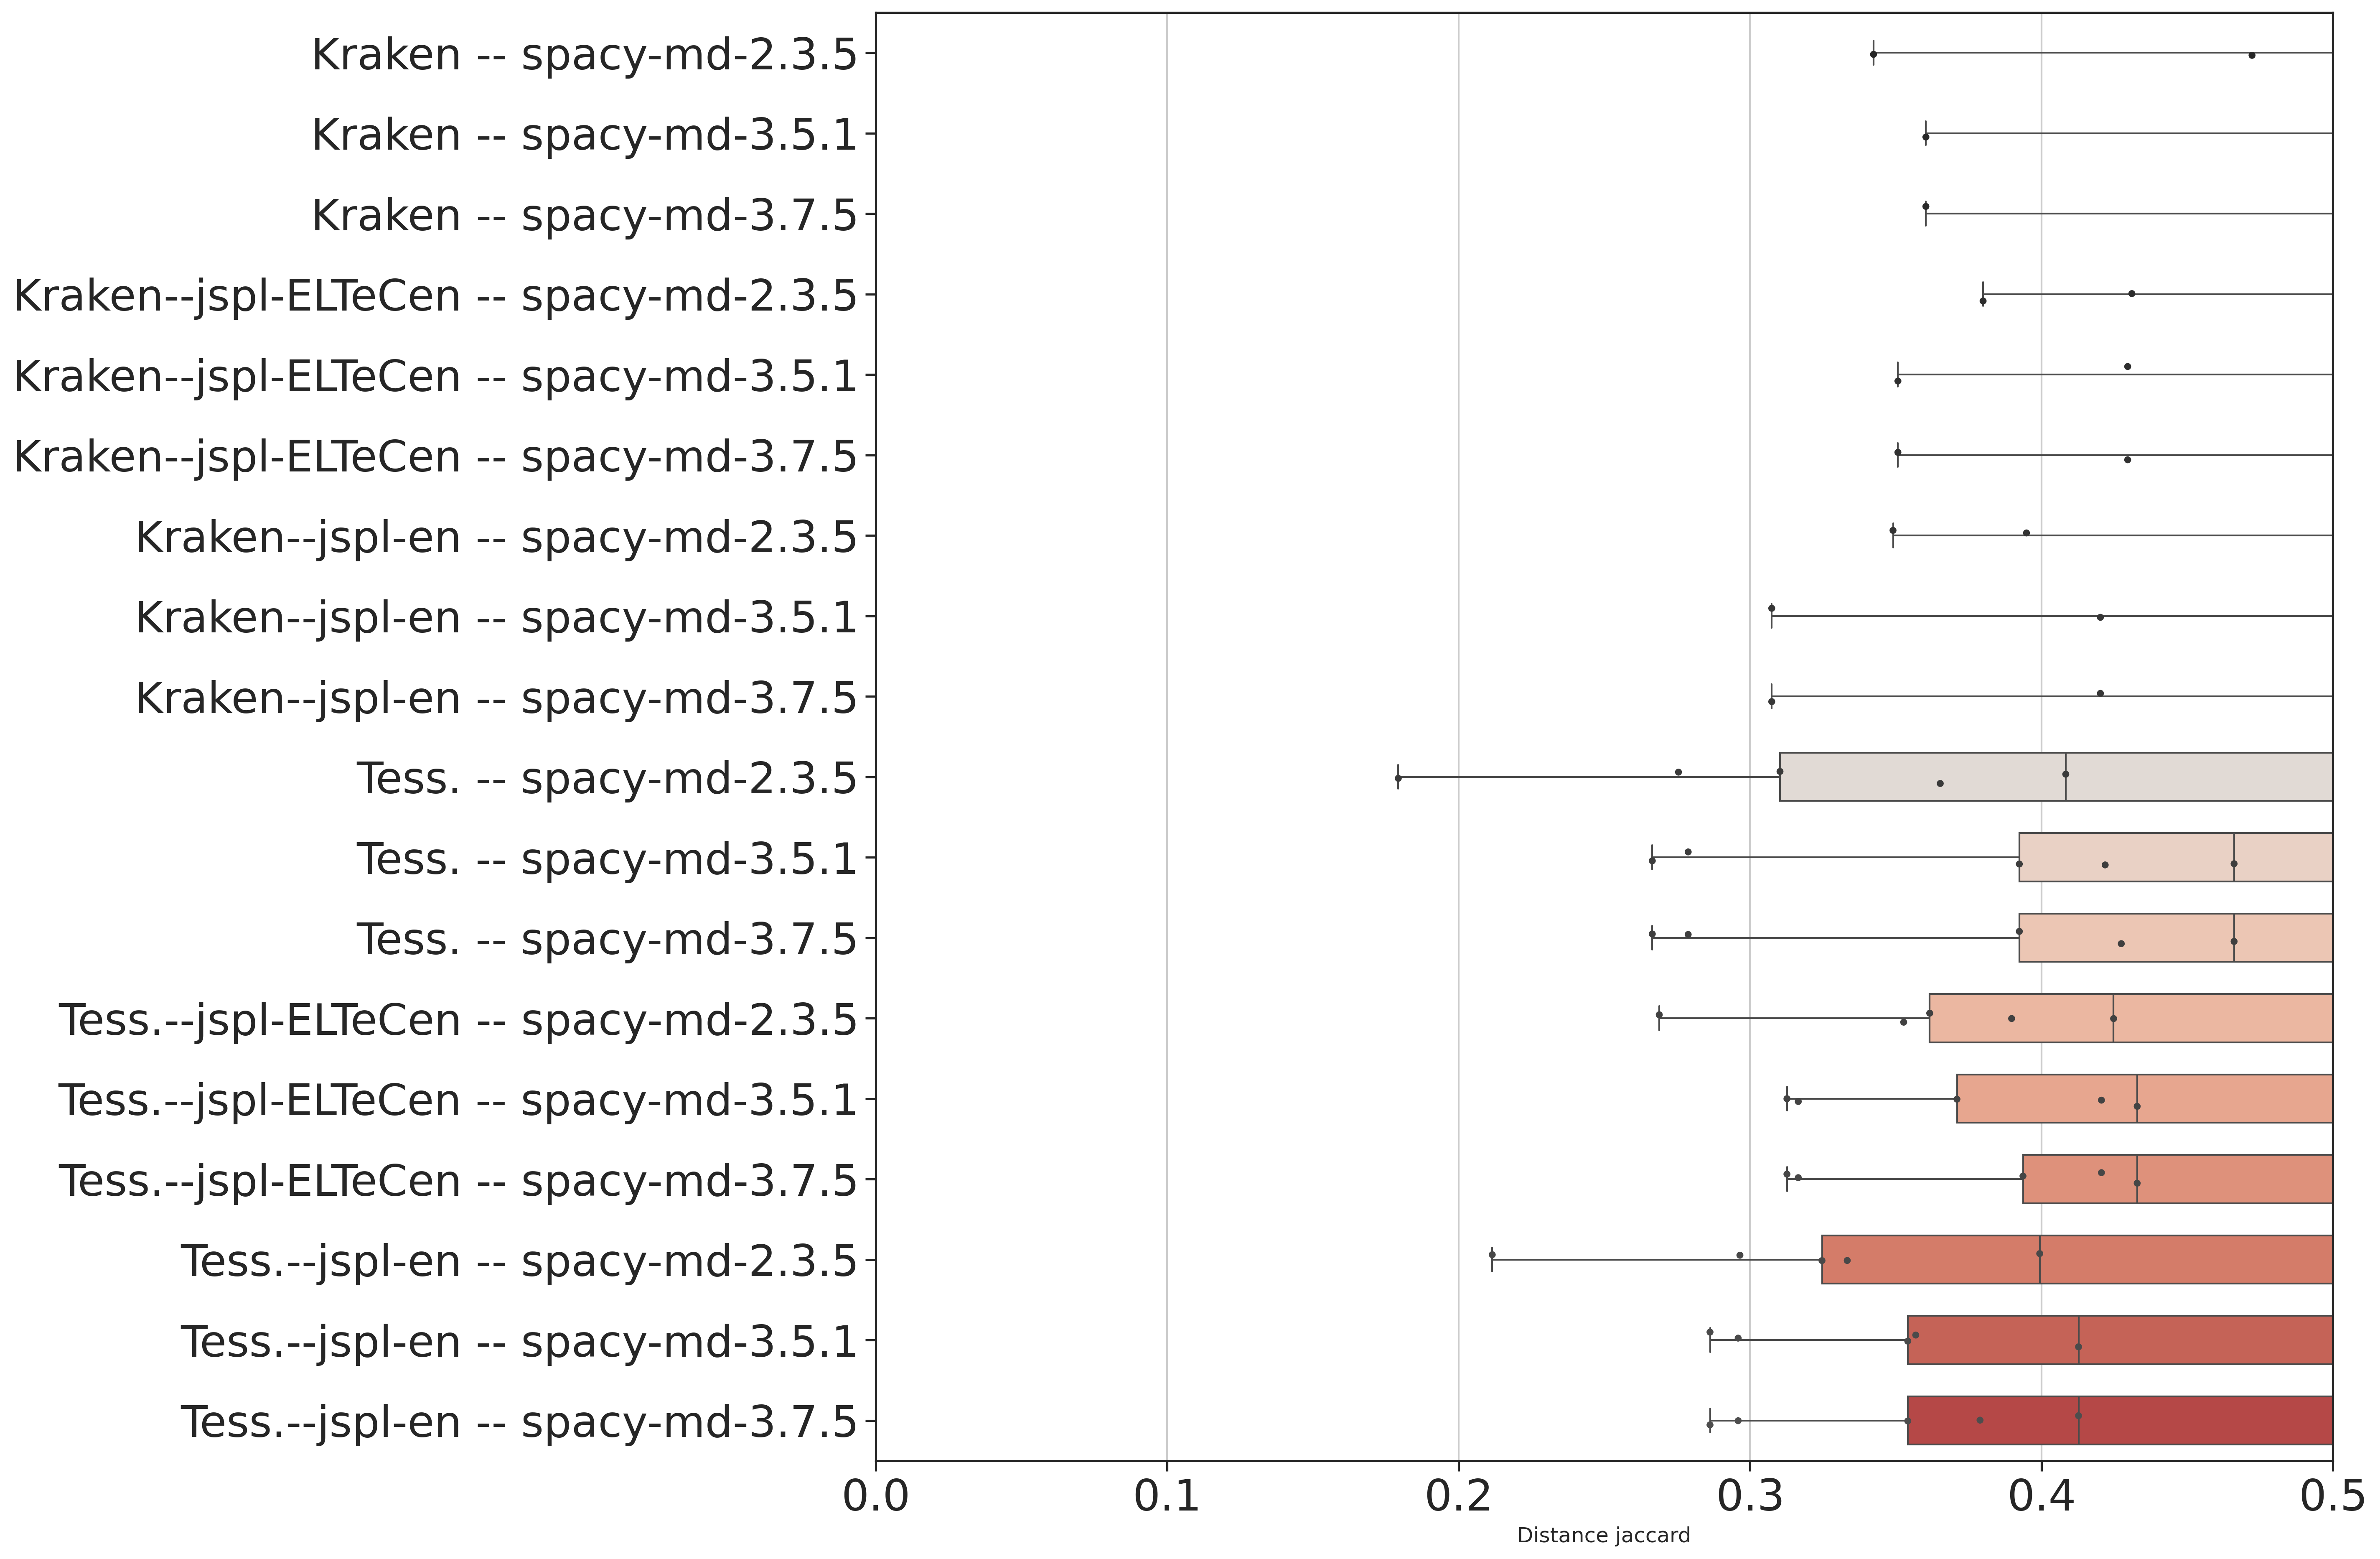 Kraken -- spacy-md-2.3.5
Kraken -- spacy-md-3.5.1
Kraken -- spacy-md-3.7.5
Kraken--jspl-ELTeCen -- spacy-md-2.3.5
Kraken--jspl-ELTeCen -- spacy-md-3.5.1
Kraken--jspl-ELTeCen -- spacy-md-3.7.5
Kraken--jspl-en -- spacy-md-2.3.5
Kraken--jspl-en -- spacy-md-3.5.1
Kraken--jspl-en -- spacy-md-3.7.5
Tess. -- spacy-md-2.3.5
Tess. -- spacy-md-3.5.1
Tess. -- spacy-md-3.7.5
Tess.--jspl-ELTeCen -- spacy-md-2.3.5
Tess.--jspl-ELTeCen -- spacy-md-3.5.1
Tess.--jspl-ELTeCen -- spacy-md-3.7.5
Tess.--jspl-en -- spacy-md-2.3.5
Tess.--jspl-en -- spacy-md-3.5.1
Tess.--jspl-en -- spacy-md-3.7.5
0.0 0.1 0.2 0.3 0.4 0.5
Distance jaccard